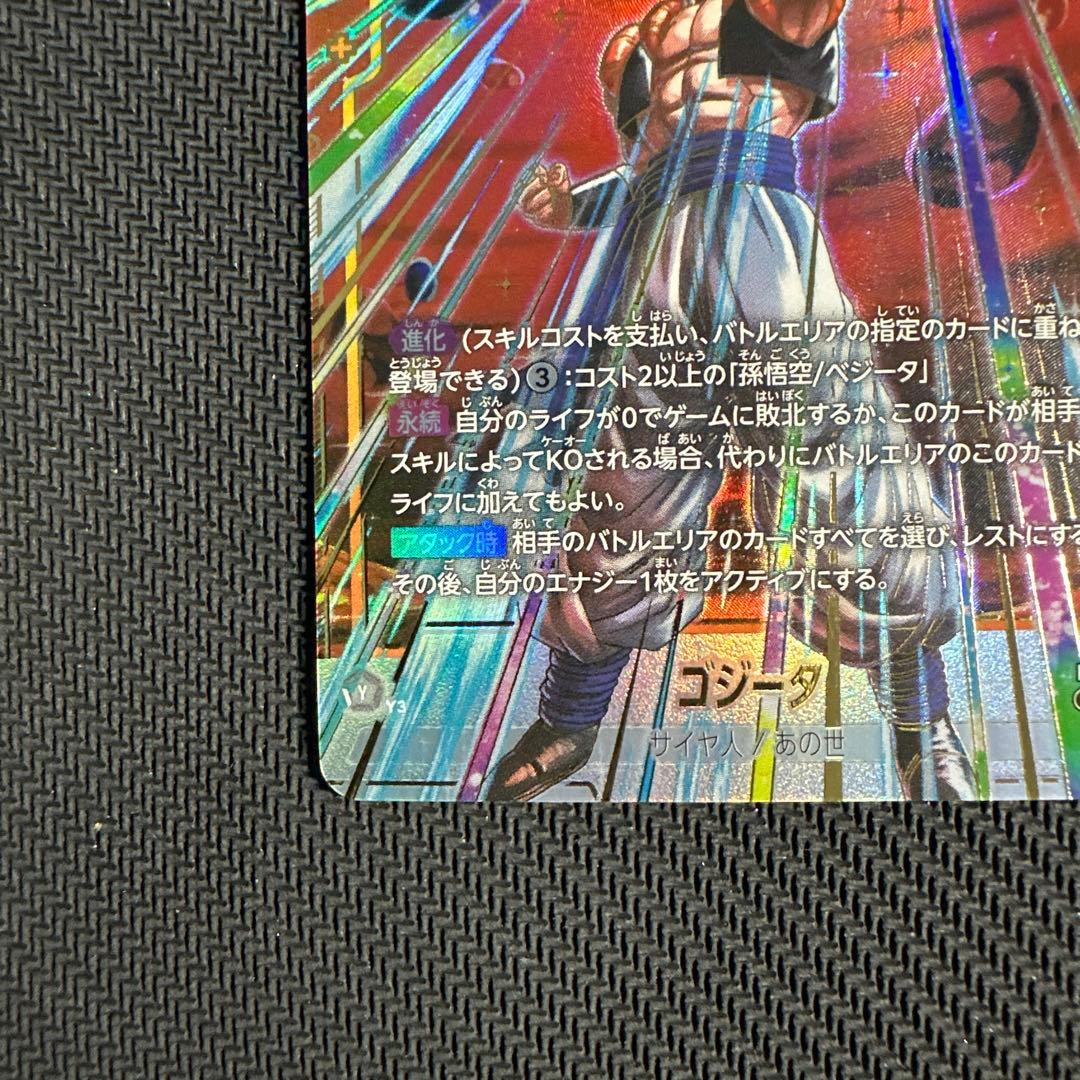 進化 (スキルコストを支払い、バトルエリアの指定のカードに重ね
登場できる) ③:コスト2以上の「孫悟空/ベジータ」
永続 自分のライフが0でゲームに敗北するか、このカードが相手
スキルによってKOされる場合、代わりにバトルエリアのこのカード
ライフに加えてもよい。
アタック時 相手のバトルエリアのカードすべてを選び、レストにする
その後、自分のエナジー1枚をアクティブにする。
ゴジータ
Y Y3
サイヤ人 / あの世